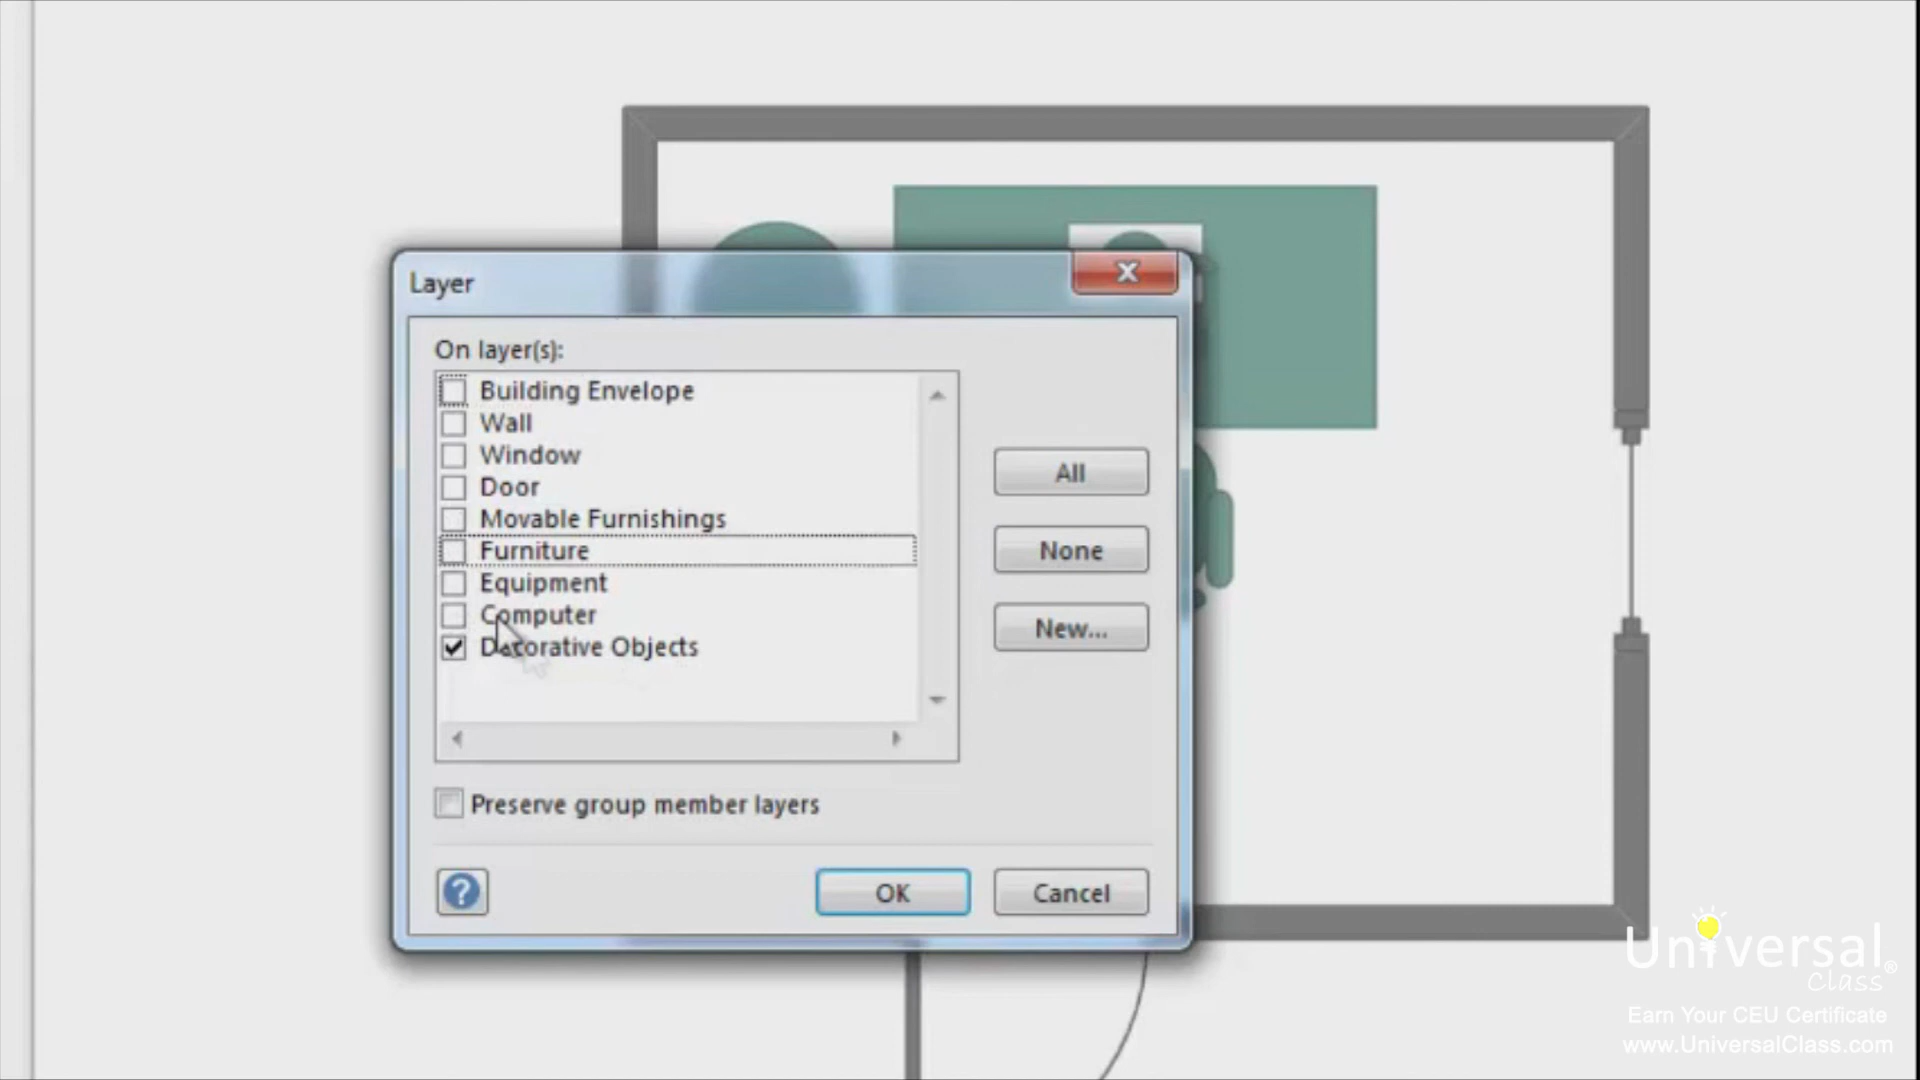 Layer
On layer(s):
Building Envelope
Wall
Window
Door
Movable Furnishings
Furniture
Equipment
Computer
Decorative Objects
All
None
New...
Preserve group member layers
?
OK
Cancel
Universal®
Class
Earn Your CEU Certificate
www.UniversalClass.com